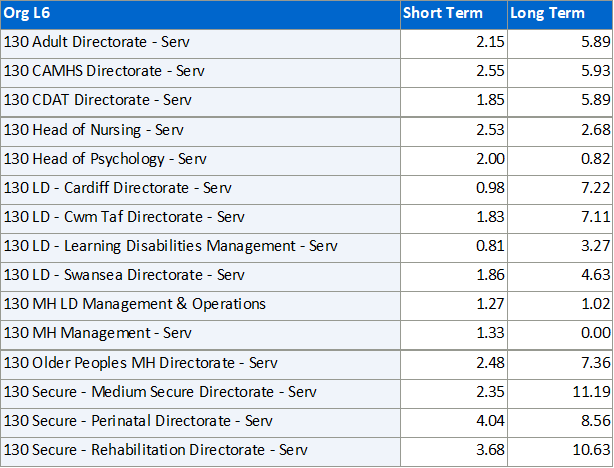 Org L6 Short Term Long Term
130 Adult Directorate - Serv 2.15 5.89
130 CAMHS Directorate - Serv 2.55 5.93
130 CDAT Directorate - Serv 1.85 5.89
130 Head of Nursing - Serv 2.53 2.68
130 Head of Psychology - Serv 2.00 0.82
130 LD - Cardiff Directorate - Serv 0.98 7.22
130 LD - Cwm Taf Directorate - Serv 1.83 7.11
130 LD - Learning Disabilities Management - Serv 0.81 3.27
130 LD - Swansea Directorate - Serv 1.86 4.63
130 MH LD Management & Operations 1.27 1.02
130 MH Management - Serv 1.33 0.00
130 Older Peoples MH Directorate - Serv 2.48 7.36
130 Secure - Medium Secure Directorate - Serv 2.35 11.19
130 Secure - Perinatal Directorate - Serv 4.04 8.56
130 Secure - Rehabilitation Directorate - Serv 3.68 10.63